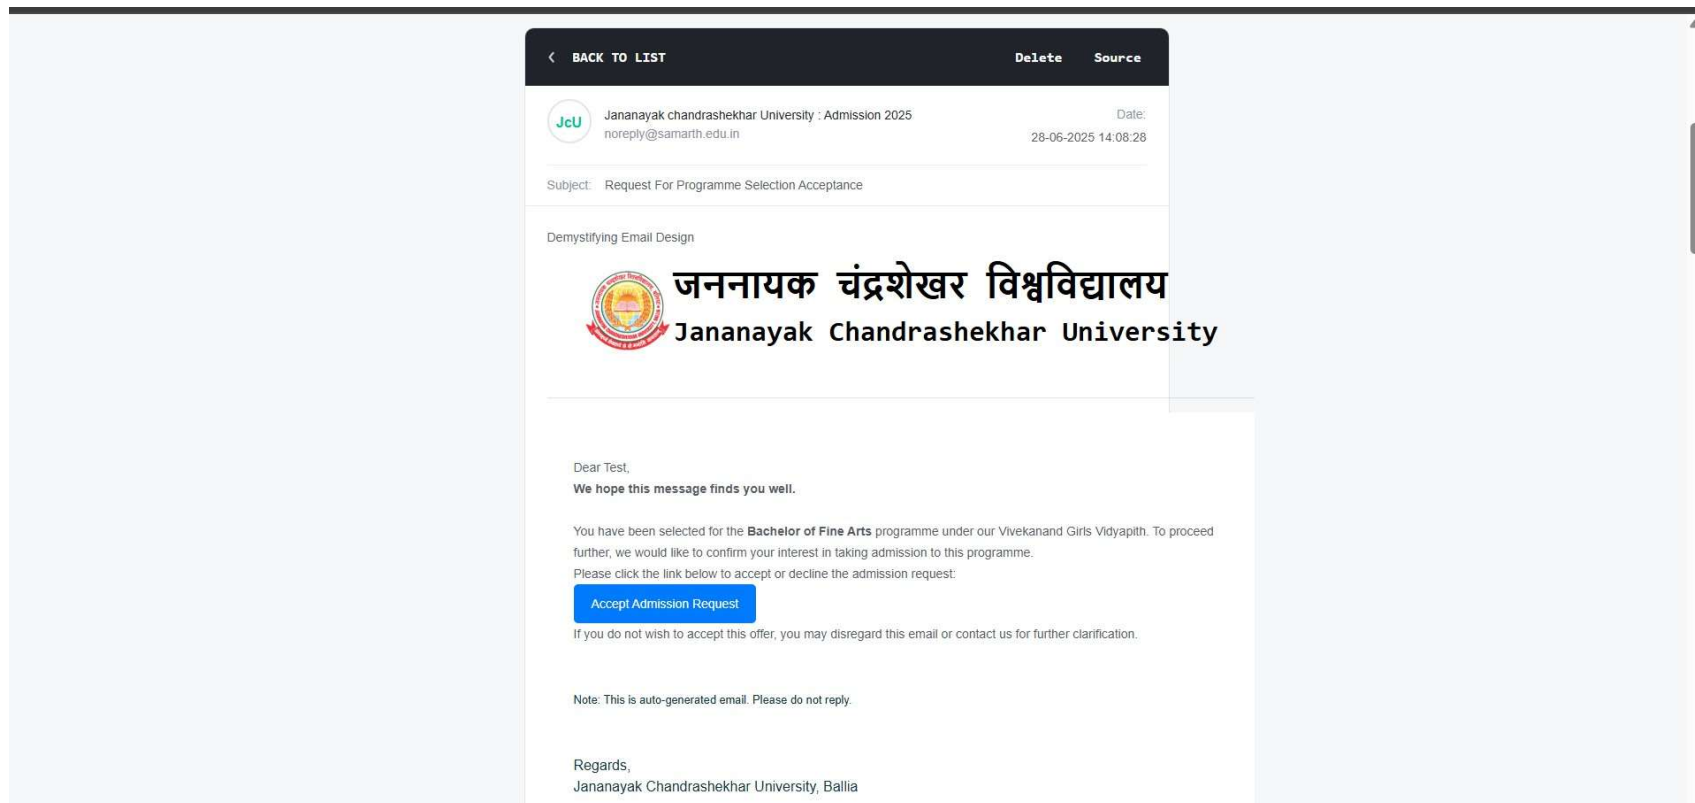 BACK TO LIST
Delete Source
JcU
Jananayak chandrashekhar University : Admission 2025
noreply@samarth.edu.in
Date:
28-06-2025 14:08:28
Subject: Request For Programme Selection Acceptance
Demystifying Email Design
जननायक चंद्रशेखर विश्वविद्यालय
Jananayak Chandrashekhar University
Dear Test,
We hope this message finds you well.
You have been selected for the Bachelor of Fine Arts programme under our Vivekanand Girls Vidyapith. To proceed
further, we would like to confirm your interest in taking admission to this programme.
Please click the link below to accept or decline the admission request:
Accept Admission Request
If you do not wish to accept this offer, you may disregard this email or contact us for further clarification.
Note: This is auto-generated email. Please do not reply.
Regards,
Jananayak Chandrashekhar University, Ballia